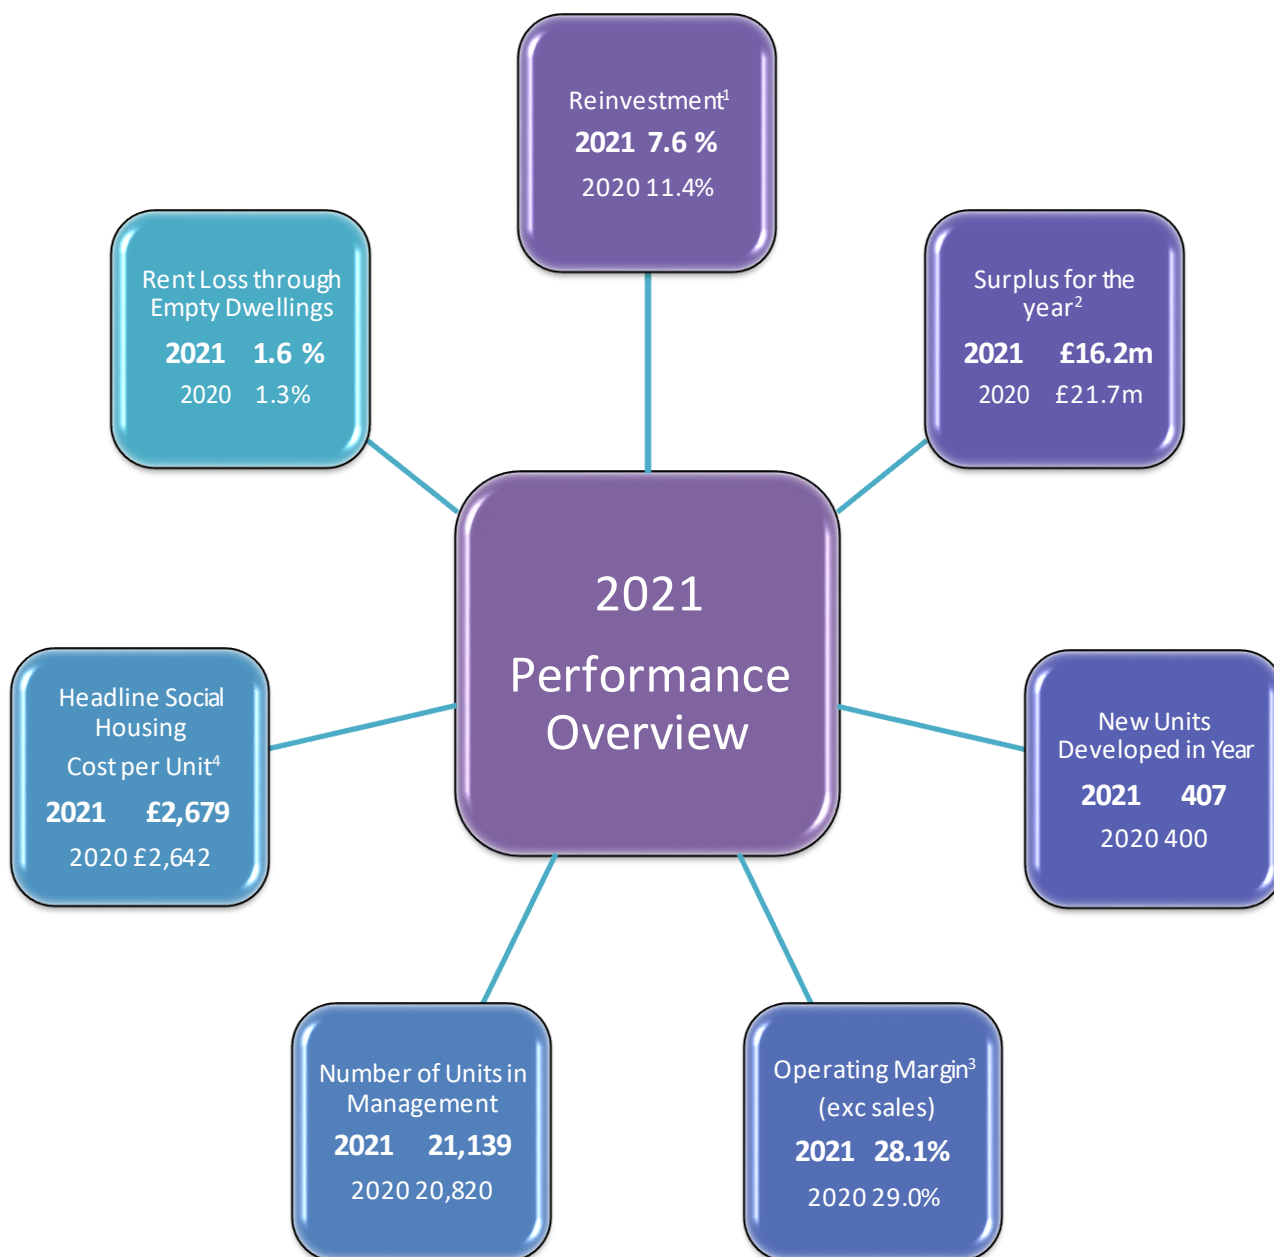 Reinvestment¹
2021 7.6 %
2020 11.4%
Rent Loss through
Empty Dwellings
2021 1.6 %
2020 1.3%
Surplus for the
year²
2021 £16.2m
2020 £21.7m
2021
Performance
Overview
Headline Social
Housing
Cost per Unit⁴
2021 £2,679
2020 £2,642
New Units
Developed in Year
2021 407
2020 400
Number of Units in
Management
2021 21,139
2020 20,820
Operating Margin³
(exc sales)
2021 28.1%
2020 29.0%